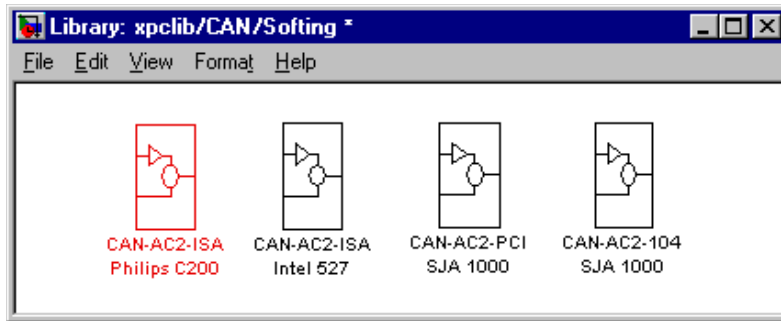 Library: xpclib/CAN/Softing *
File Edit View Format Help
CAN-AC2-ISA
Philips C200
CAN-AC2-ISA
Intel 527
CAN-AC2-PCI
SJA 1000
CAN-AC2-104
SJA 1000